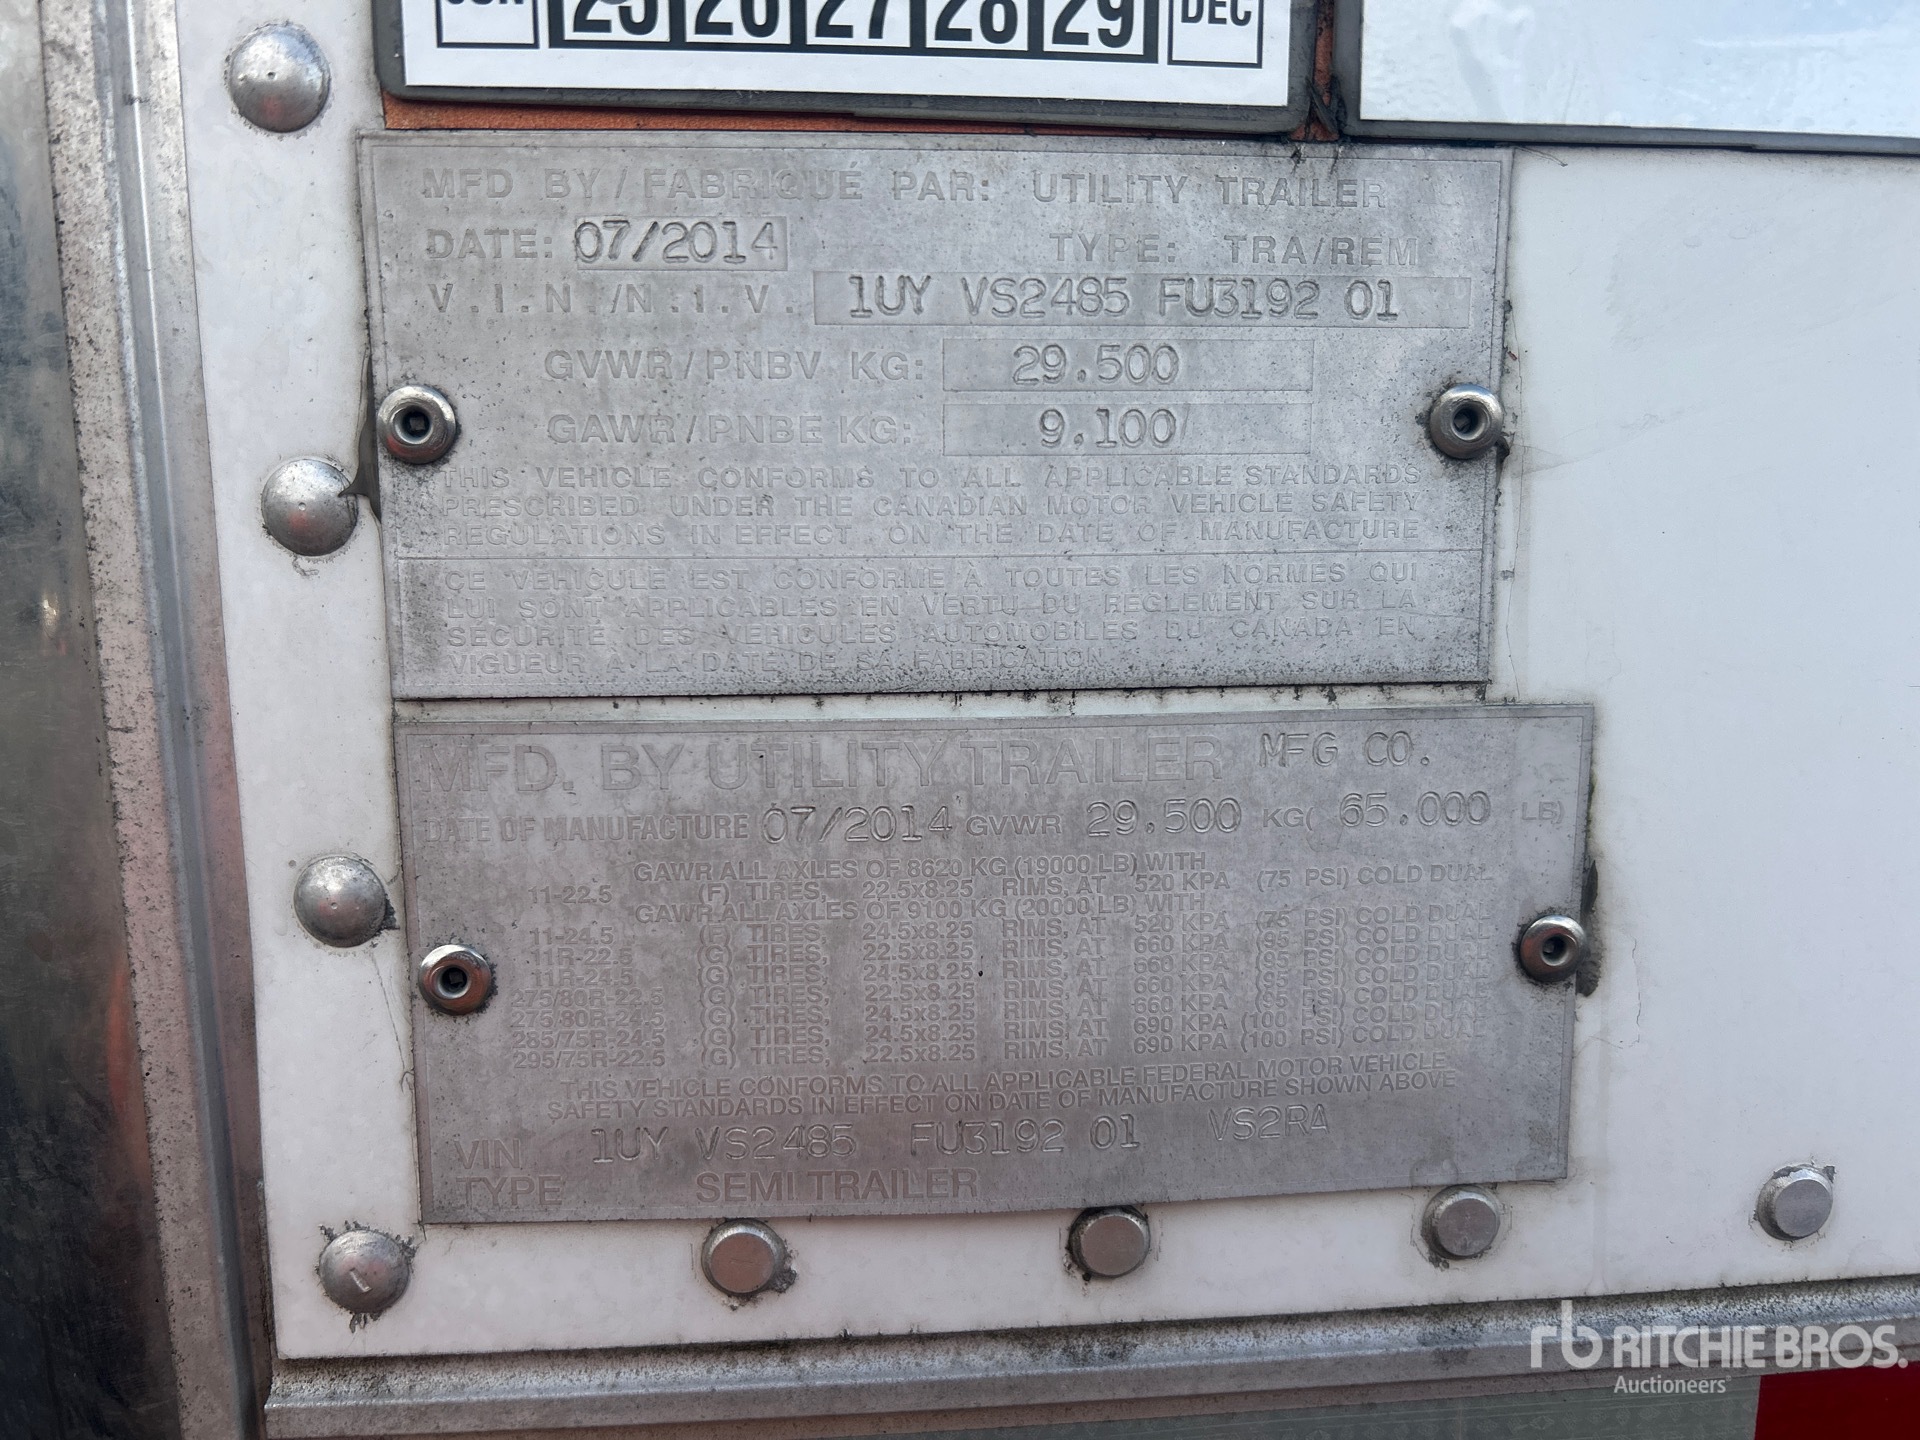 JUN 25 26 27 28 29 DEC
MFD BY/FABRIQUÉ PAR: UTILITY TRAILER
DATE: 07/2014 TYPE: TRA/REM
V.I.N./N.I.V. 1UY VS2485 FU3192 01
GVWR/PNBV KG: 29.500
GAWR/PNBE KG: 9.100
THIS VEHICLE CONFORMS TO ALL APPLICABLE STANDARDS
PRESCRIBED UNDER THE CANADIAN MOTOR VEHICLE SAFETY
REGULATIONS IN EFFECT ON THE DATE OF MANUFACTURE
CE VÉHICULE EST CONFORME À TOUTES LES NORMES QUI
LUI SONT APPLICABLES EN VERTU DU RÈGLEMENT SUR LA
SÉCURITÉ DES VÉHICULES AUTOMOBILES DU CANADA EN
VIGUEUR À LA DATE DE SA FABRICATION
MFD. BY UTILITY TRAILER MFG CO.
DATE OF MANUFACTURE 07/2014 GVWR 29.500 KG( 65.000 LB)
GAWR ALL AXLES OF 8620 KG (19000 LB) WITH
11-22.5 (F) TIRES, 22.5x8.25 RIMS, AT 520 KPA (75 PSI) COLD DUAL
GAWR ALL AXLES OF 9100 KG (20000 LB) WITH
11-24.5 (F) TIRES, 24.5x8.25 RIMS, AT 520 KPA (75 PSI) COLD DUAL
11R-22.5 (G) TIRES, 22.5x8.25 RIMS, AT 660 KPA (95 PSI) COLD DUAL
11R-24.5 (G) TIRES, 24.5x8.25 RIMS, AT 660 KPA (95 PSI) COLD DUAL
275/80R-22.5 (G) TIRES, 22.5x8.25 RIMS, AT 660 KPA (95 PSI) COLD DUAL
275/80R-24.5 (G) TIRES, 24.5x8.25 RIMS, AT 660 KPA (95 PSI) COLD DUAL
285/75R-24.5 (G) TIRES, 24.5x8.25 RIMS, AT 690 KPA (100 PSI) COLD DUAL
295/75R-22.5 (G) TIRES, 22.5x8.25 RIMS, AT 690 KPA (100 PSI) COLD DUAL
THIS VEHICLE CONFORMS TO ALL APPLICABLE FEDERAL MOTOR VEHICLE
SAFETY STANDARDS IN EFFECT ON DATE OF MANUFACTURE SHOWN ABOVE
VIN 1UY VS2485 FU3192 01 VS2RA
TYPE SEMI TRAILER
rb RITCHIE BROS.
Auctioneers